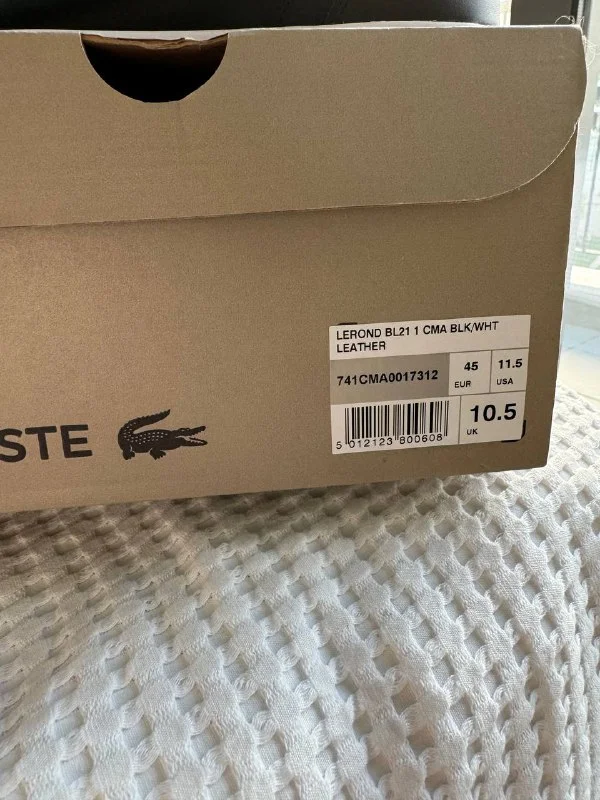 LEROND BL21 1 CMA BLK/WHT
LEATHER
741CMA0017312
45
EUR
11.5
USA
5 012123 800608
10.5
UK
STE